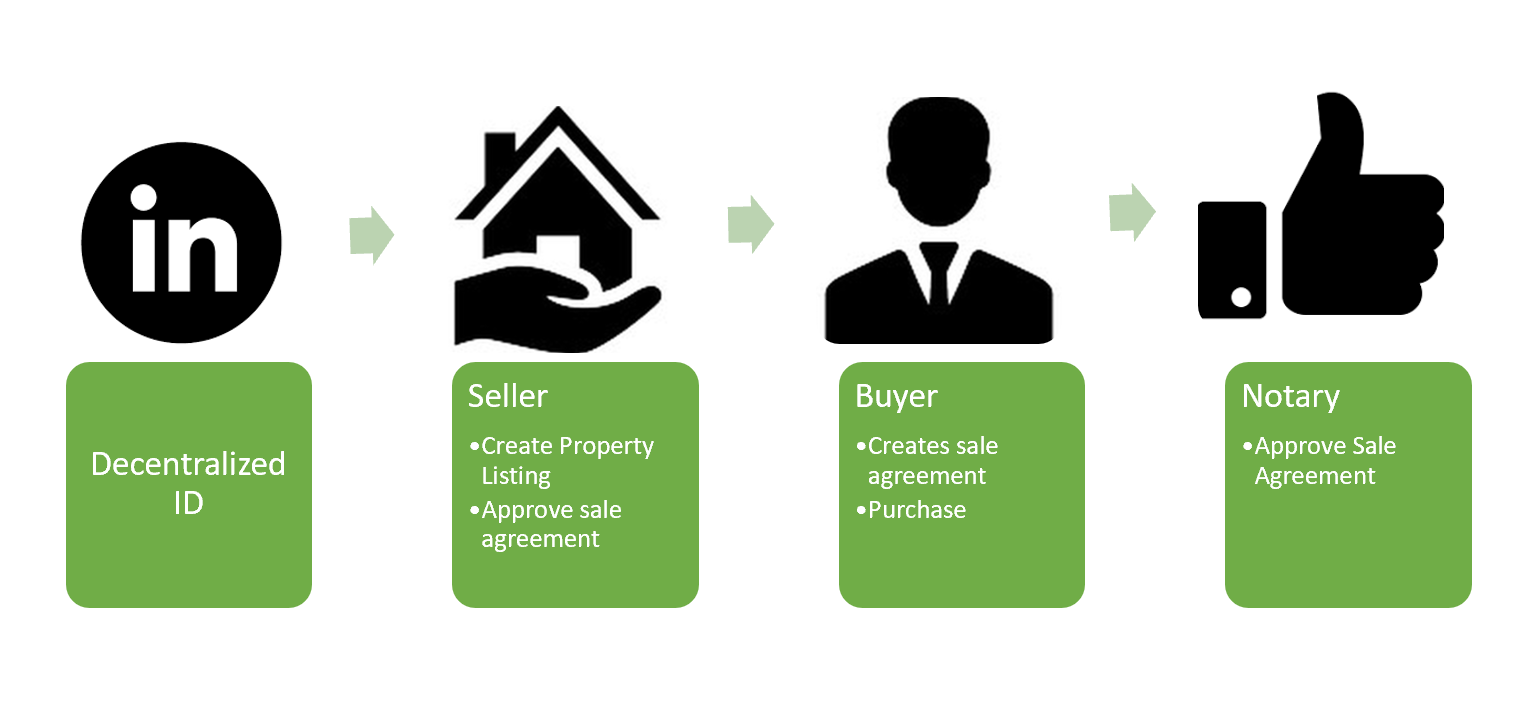 in
Decentralized
ID
Seller
•Create Property
Listing
•Approve sale
agreement
Buyer
•Creates sale
agreement
•Purchase
Notary
•Approve Sale
Agreement